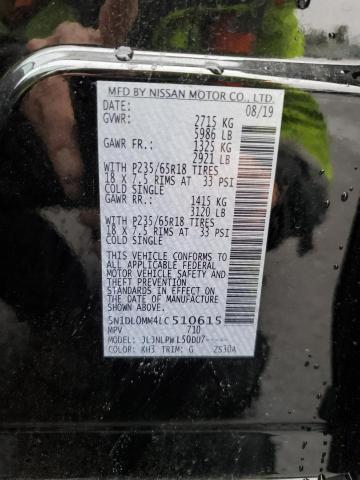 MFD BY NISSAN MOTOR CO., LTD.
DATE: 08/19
GVWR: 2715 KG
5986 LB
GAWR FR.: 1325 KG
2921 LB
WITH P235/65R18 TIRES
18 X 7.5 RIMS AT 33 PSI
COLD SINGLE
GAWR RR.: 1415 KG
3120 LB
WITH P235/65R18 TIRES
18 X 7.5 RIMS AT 33 PSI
COLD SINGLE
THIS VEHICLE CONFORMS TO
ALL APPLICABLE FEDERAL
MOTOR VEHICLE SAFETY
AND THEFT PREVENTION
STANDARDS IN EFFECT ON
THE DATE OF MANUFACTURE
SHOWN ABOVE.
5N1DL0MM4LC510615
MPV 710
MODEL: L50DU7-----
COLOR: KH3 TRIM: G 2S30A